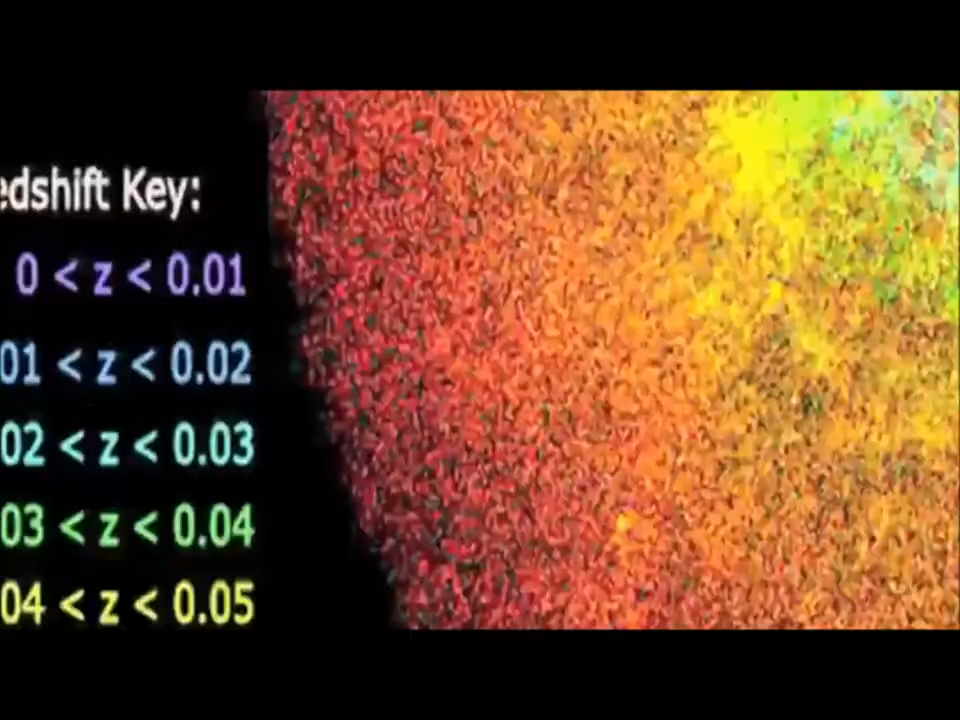 edshift Key:
0 < z < 0.01
01 < z < 0.02
02 < z < 0.03
03 < z < 0.04
04 < z < 0.05